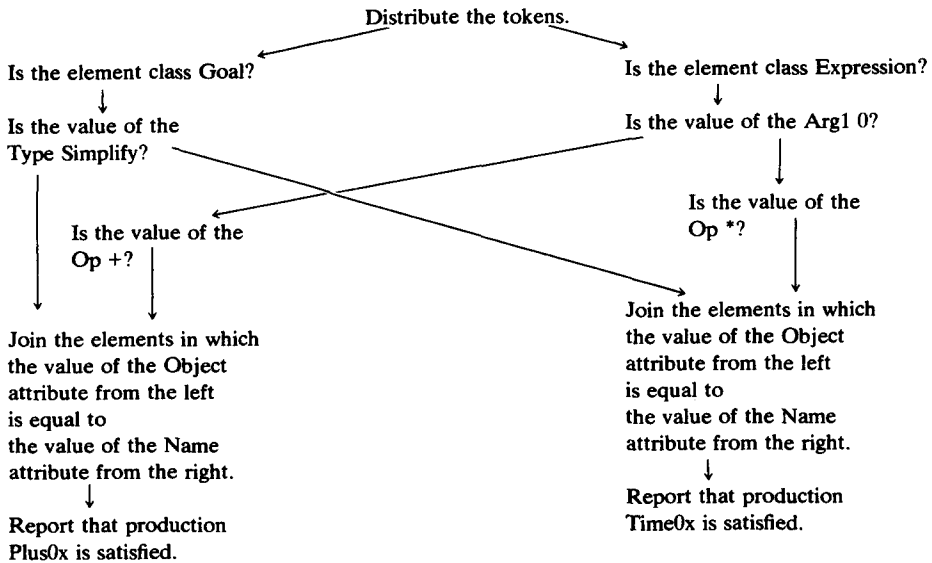 Distribute the tokens.
Is the element class Goal?
Is the element class Expression?
Is the value of the
Type Simplify?
Is the value of the Arg1 0?
Is the value of the
Op +?
Is the value of the
Op *?
Join the elements in which
the value of the Object
attribute from the left
is equal to
the value of the Name
attribute from the right.
Report that production
Plus0x is satisfied.
Join the elements in which
the value of the Object
attribute from the left
is equal to
the value of the Name
attribute from the right.
Report that production
Time0x is satisfied.